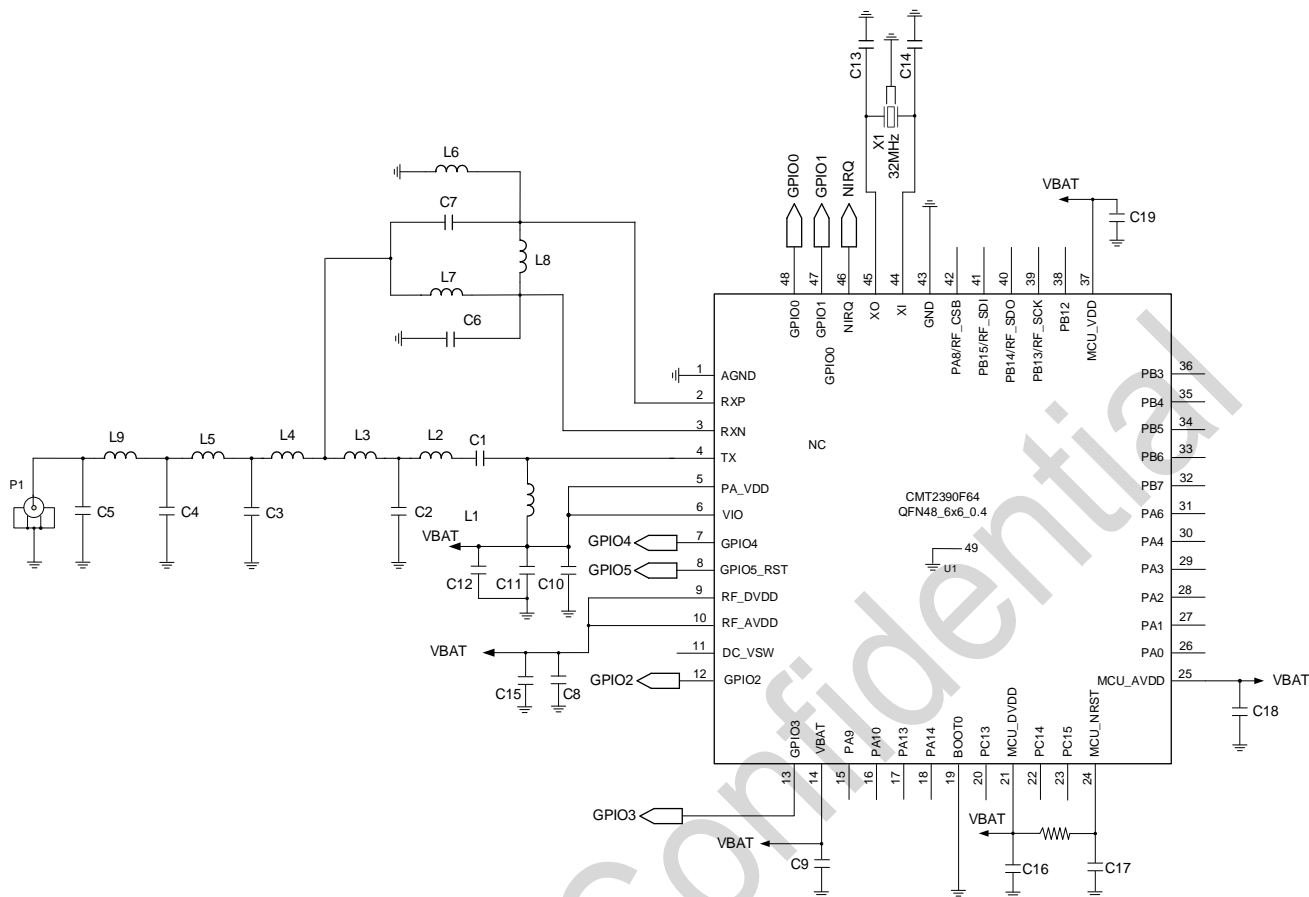 C13
C14
X1
32MHz
L6
C7
L8
L7
C6
GPIO0
GPIO1
NIRQ
VBAT
C19
48
47
46
45
44
43
42
41
40
39
38
37
GPIO0
GPIO1
GPIO0
NIRQ
XO
XI
GND
PA8/RF_CSB
PB15/RF_SDI
PB14/RF_SDO
PB13/RF_SCK
PB12
MCU_VDD
1 AGND
2 RXP
3 RXN
4 TX
5 PA_VDD
6 VIO
7 GPIO4
8 GPIO5_RST
9 RF_DVDD
10 RF_AVDD
11 DC_VSW
12 GPIO2
PB3 36
PB4 35
PB5 34
PB6 33
PB7 32
PA6 31
PA4 30
PA3 29
PA2 28
PA1 27
PA0 26
MCU_AVDD 25
NC
CMT2390F64
QFN48_6x6_0.4
49
U1
L9
L5
L4
L3
L2
C1
P1
C5
C4
C3
C2
L1
VBAT
C12
C11
C10
GPIO4
GPIO5
VBAT
C15
C8
GPIO2
VBAT
C18
GPIO3
VBAT
PA9
PA10
PA13
PA14
BOOT0
PC13
MCU_DVDD
PC14
PC15
MCU_NRST
13
14
15
16
17
18
19
20
21
22
23
24
GPIO3
VBAT
C9
VBAT
C16
C17
Confidential